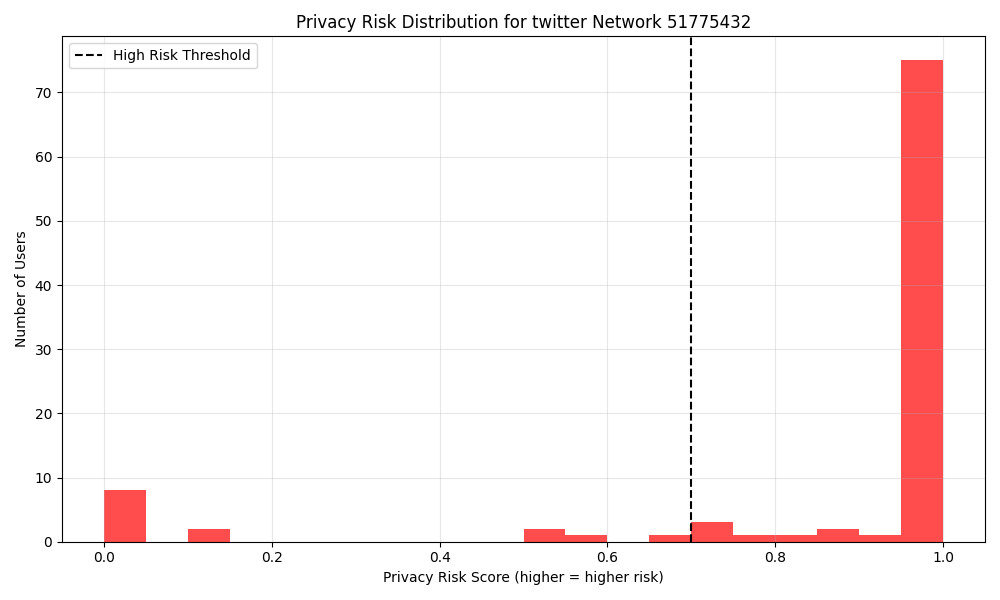 Privacy Risk Distribution for twitter Network 51775432
High Risk Threshold
Number of Users
70
60
50
40
30
20
10
0
0.0 0.2 0.4 0.6 0.8 1.0
Privacy Risk Score (higher = higher risk)